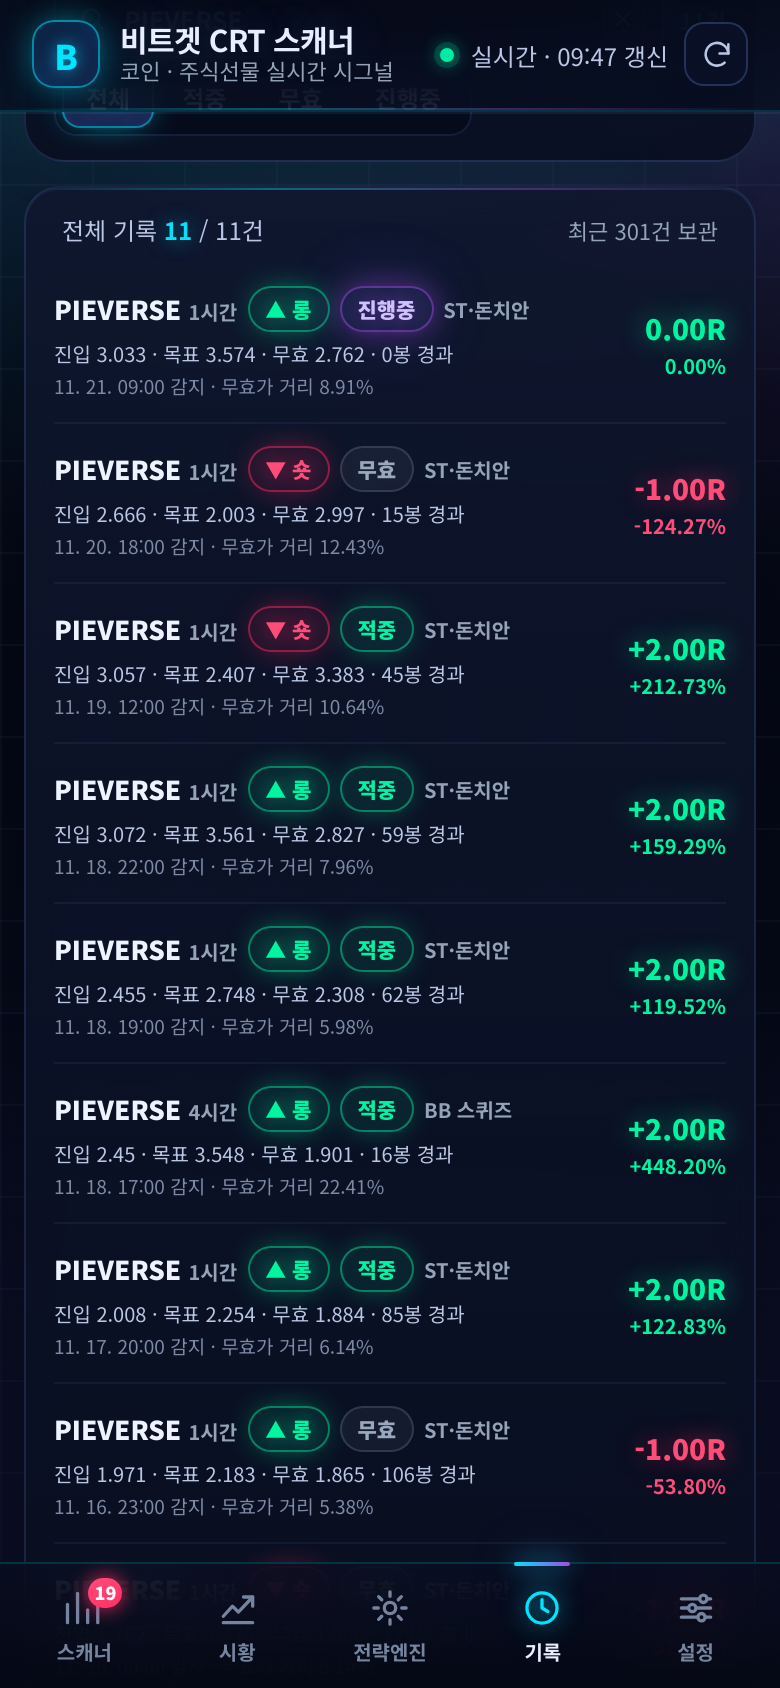 B
비트겟 CRT 스캐너
코인 · 주식선물 실시간 시그널
실시간 · 09:47 갱신
전체 적중 무효 진행중
전체 기록 11 / 11건
최근 301건 보관
PIEVERSE 1시간 ▲ 롱 진행중 ST·돈치안
0.00R
진입 3.033 · 목표 3.574 · 무효 2.762 · 0봉 경과
0.00%
11. 21. 09:00 감지 · 무효가 거리 8.91%
PIEVERSE 1시간 ▼ 숏 무효 ST·돈치안
-1.00R
진입 2.666 · 목표 2.003 · 무효 2.997 · 15봉 경과
-124.27%
11. 20. 18:00 감지 · 무효가 거리 12.43%
PIEVERSE 1시간 ▼ 숏 적중 ST·돈치안
+2.00R
진입 3.057 · 목표 2.407 · 무효 3.383 · 45봉 경과
+212.73%
11. 19. 12:00 감지 · 무효가 거리 10.64%
PIEVERSE 1시간 ▲ 롱 적중 ST·돈치안
+2.00R
진입 3.072 · 목표 3.561 · 무효 2.827 · 59봉 경과
+159.29%
11. 18. 22:00 감지 · 무효가 거리 7.96%
PIEVERSE 1시간 ▲ 롱 적중 ST·돈치안
+2.00R
진입 2.455 · 목표 2.748 · 무효 2.308 · 62봉 경과
+119.52%
11. 18. 19:00 감지 · 무효가 거리 5.98%
PIEVERSE 4시간 ▲ 롱 적중 BB 스퀴즈
+2.00R
진입 2.45 · 목표 3.548 · 무효 1.901 · 16봉 경과
+448.20%
11. 18. 17:00 감지 · 무효가 거리 22.41%
PIEVERSE 1시간 ▲ 롱 적중 ST·돈치안
+2.00R
진입 2.008 · 목표 2.254 · 무효 1.884 · 85봉 경과
+122.83%
11. 17. 20:00 감지 · 무효가 거리 6.14%
PIEVERSE 1시간 ▲ 롱 무효 ST·돈치안
-1.00R
진입 1.971 · 목표 2.183 · 무효 1.865 · 106봉 경과
-53.80%
11. 16. 23:00 감지 · 무효가 거리 5.38%
19
스캐너 시황 전략엔진 기록 설정